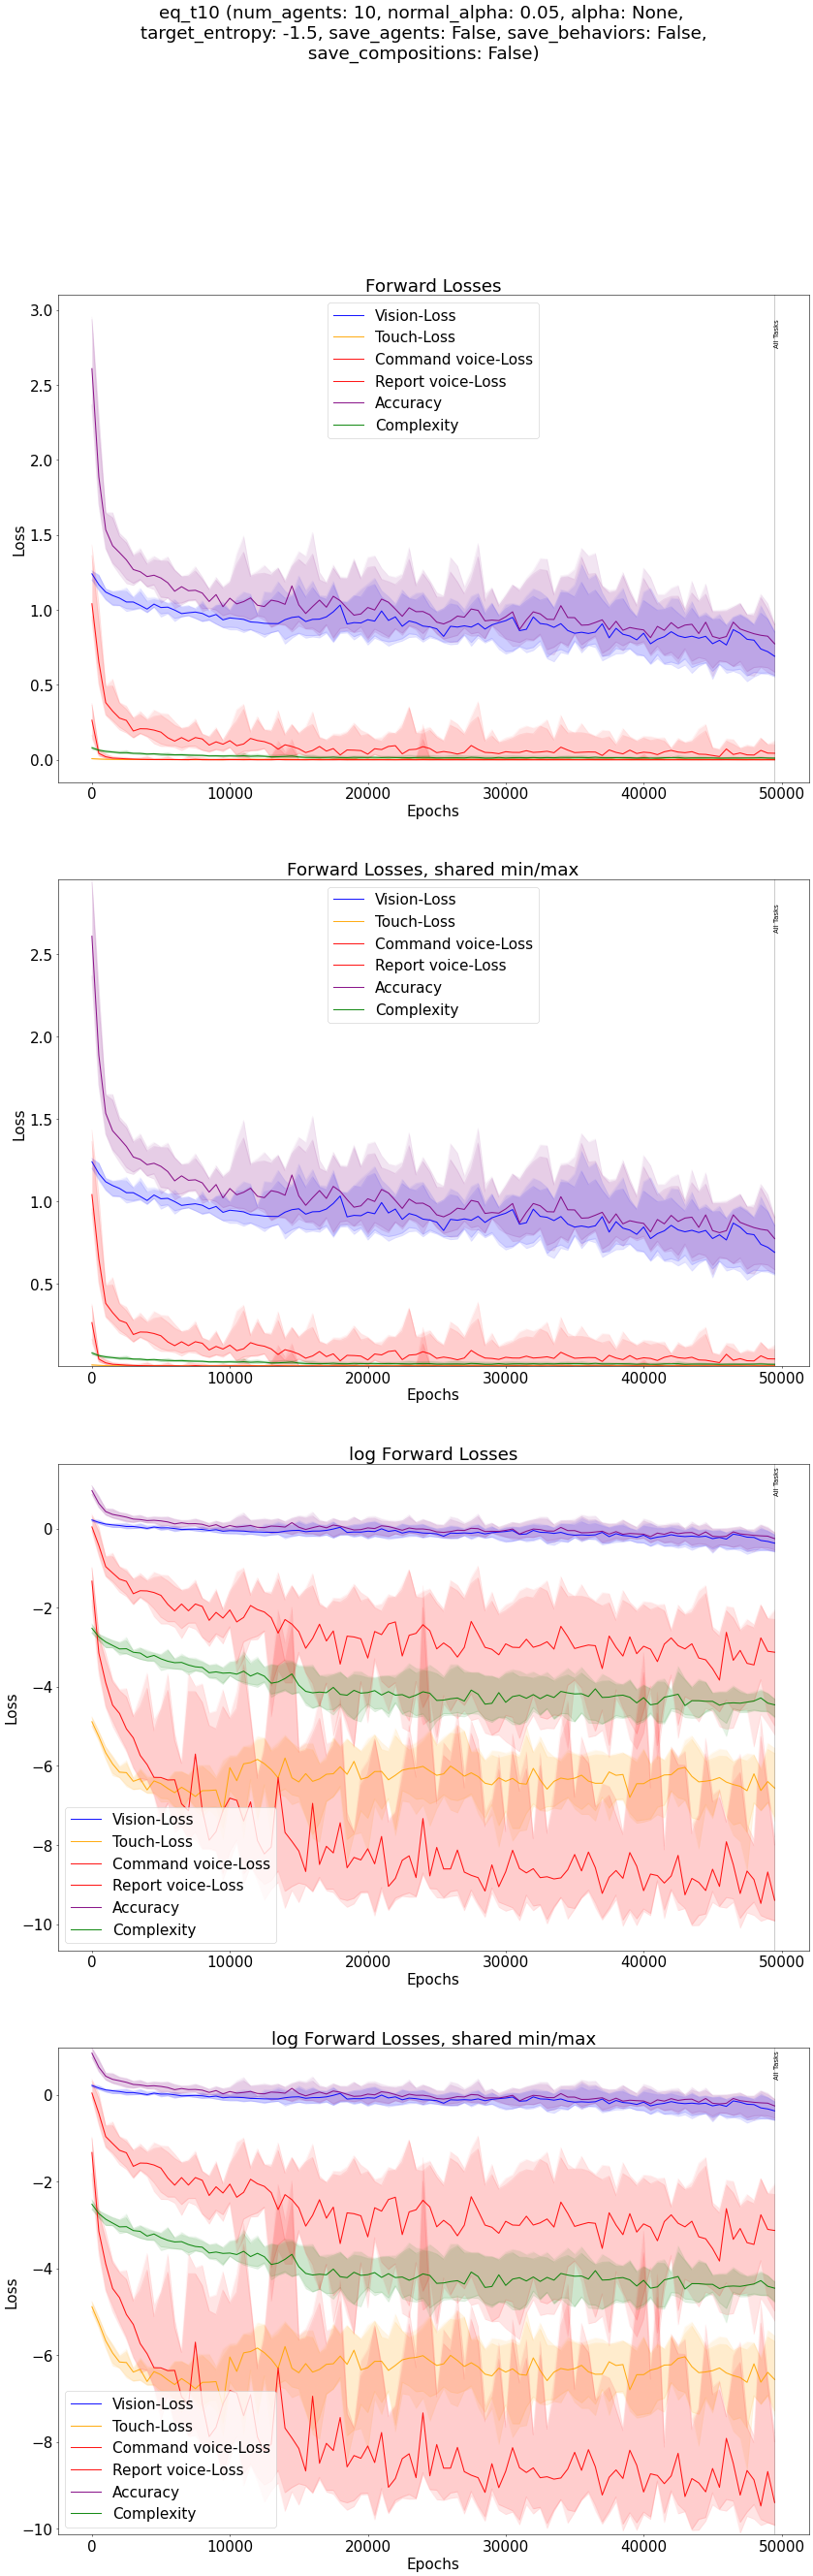 eq_t10 (num_agents: 10, normal_alpha: 0.05, alpha: None,
target_entropy: -1.5, save_agents: False, save_behaviors: False,
save_compositions: False)
Forward Losses
3.0
2.5
2.0
1.5
1.0
0.5
0.0
Loss
Vision-Loss
Touch-Loss
Command voice-Loss
Report voice-Loss
Accuracy
Complexity
All Tasks
0 10000 20000 30000 40000 50000
Epochs
Forward Losses, shared min/max
2.5
2.0
1.5
1.0
0.5
Loss
Vision-Loss
Touch-Loss
Command voice-Loss
Report voice-Loss
Accuracy
Complexity
All Tasks
0 10000 20000 30000 40000 50000
Epochs
log Forward Losses
0
−2
−4
−6
−8
−10
Loss
All Tasks
Vision-Loss
Touch-Loss
Command voice-Loss
Report voice-Loss
Accuracy
Complexity
0 10000 20000 30000 40000 50000
Epochs
log Forward Losses, shared min/max
0
−2
−4
−6
−8
−10
Loss
All Tasks
Vision-Loss
Touch-Loss
Command voice-Loss
Report voice-Loss
Accuracy
Complexity
0 10000 20000 30000 40000 50000
Epochs